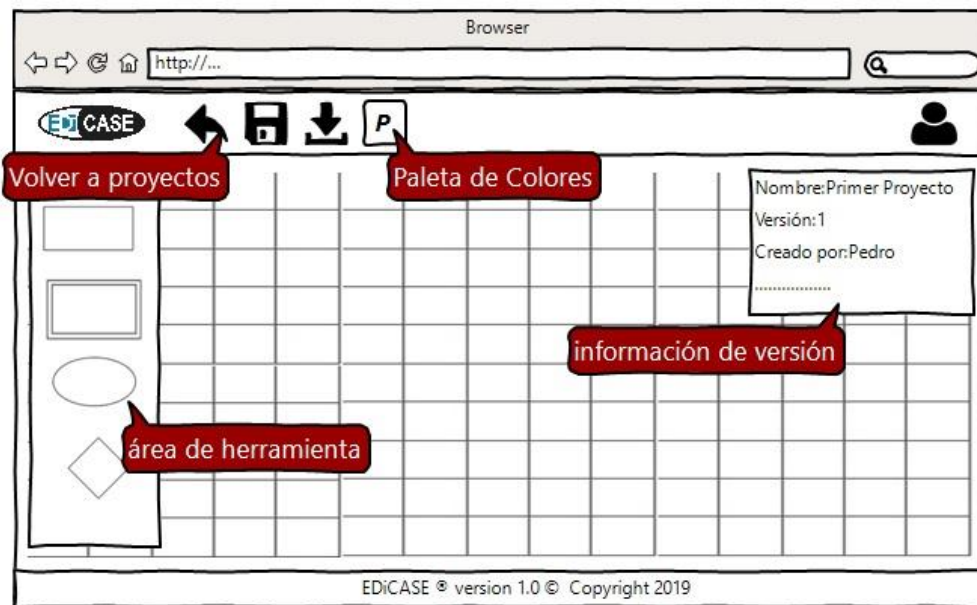 Browser
http://...
EDiCASE
P
Volver a proyectos
Paleta de Colores
Nombre:Primer Proyecto
Versión:1
Creado por:Pedro
.................
información de versión
área de herramienta
EDiCASE ® version 1.0 © Copyright 2019